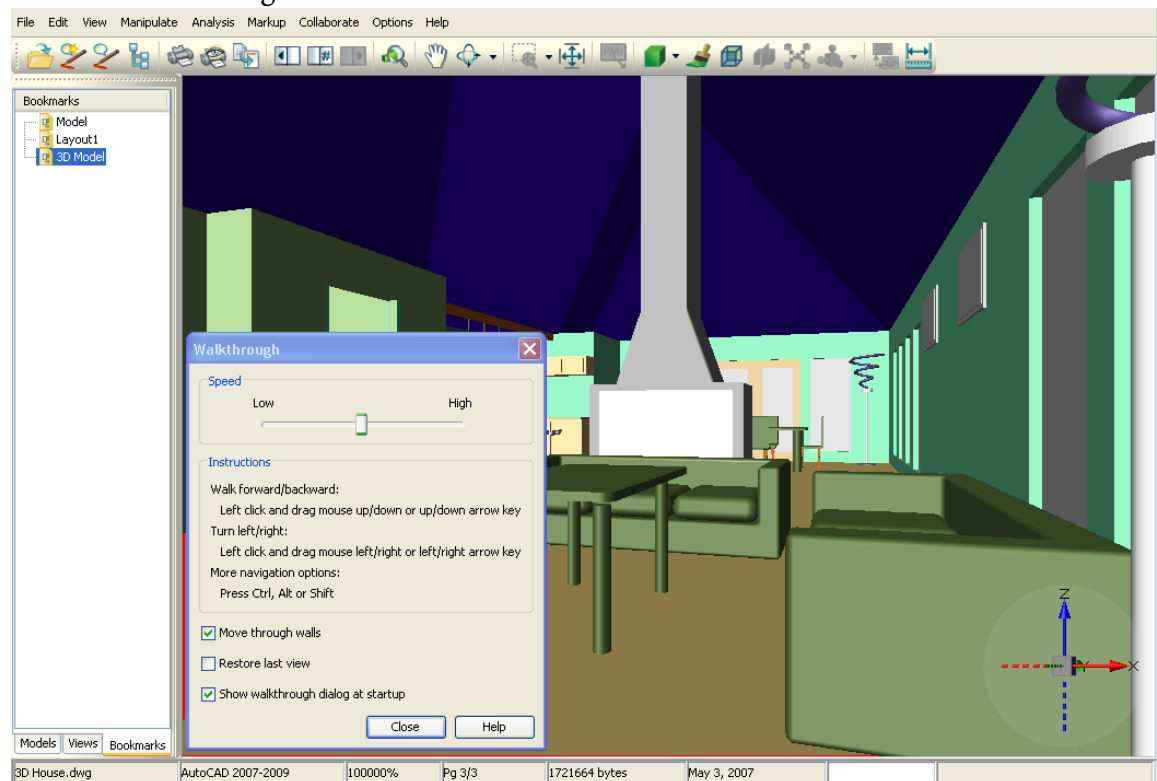 File Edit View Manipulate Analysis Markup Collaborate Options Help
#
PMI
Bookmarks
Model
Layout1
3D Model
Walkthrough
Speed
Low High
Instructions
Walk forward/backward:
Left click and drag mouse up/down or up/down arrow key
Turn left/right:
Left click and drag mouse left/right or left/right arrow key
More navigation options:
Press Ctrl, Alt or Shift
Move through walls
Restore last view
Show walkthrough dialog at startup
Close Help
Z
Y X
Models Views Bookmarks
3D House.dwg AutoCAD 2007-2009 100000% Pg 3/3 1721664 bytes May 3, 2007